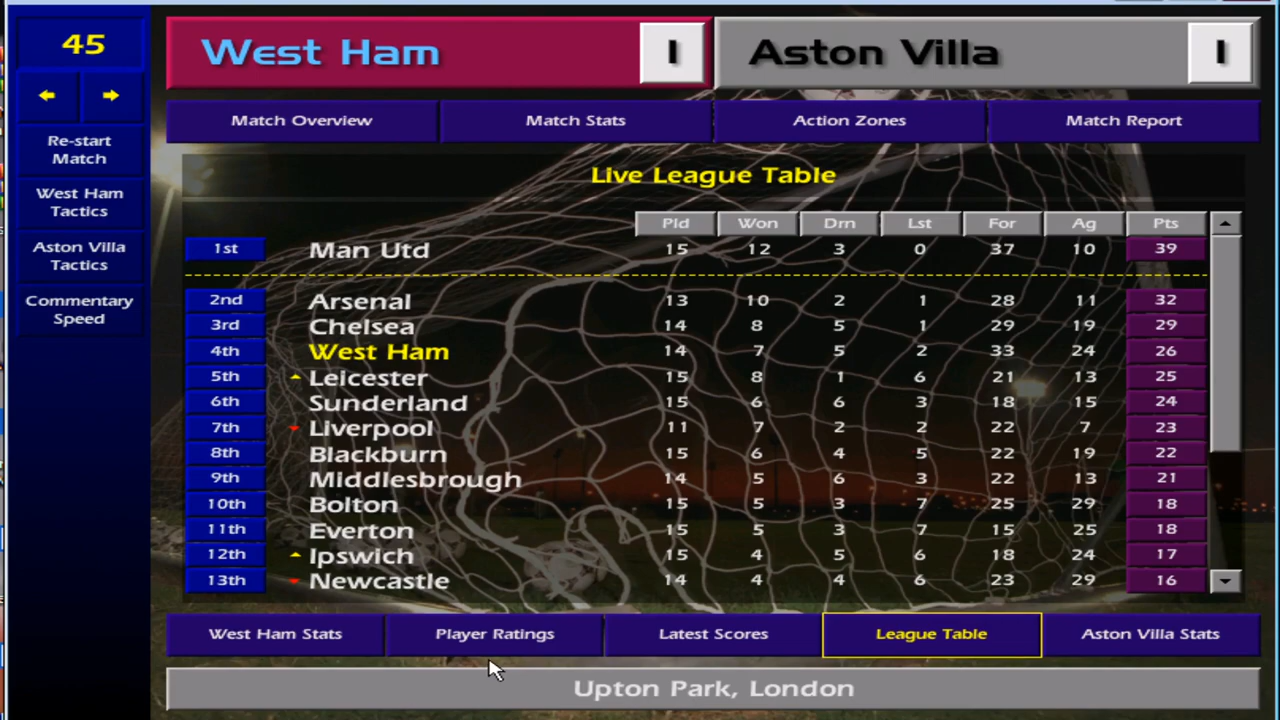 45
West Ham 1 Aston Villa 1
Match Overview Match Stats Action Zones Match Report
Re-start
Match
West Ham
Tactics
Aston Villa
Tactics
Commentary
Speed
Live League Table
Pld Won Drn Lst For Ag Pts
1st Man Utd 15 12 3 0 37 10 39
2nd Arsenal 13 10 2 1 28 11 32
3rd Chelsea 14 8 5 1 29 19 29
4th West Ham 14 7 5 2 33 24 26
5th Leicester 15 8 1 6 21 13 25
6th Sunderland 15 6 6 3 18 15 24
7th Liverpool 11 7 2 2 22 7 23
8th Blackburn 15 6 4 5 22 19 22
9th Middlesbrough 14 5 6 3 22 13 21
10th Bolton 15 5 3 7 25 29 18
11th Everton 15 5 3 7 15 25 18
12th Ipswich 15 4 5 6 18 24 17
13th Newcastle 14 4 4 6 23 29 16
West Ham Stats Player Ratings Latest Scores League Table Aston Villa Stats
Upton Park, London